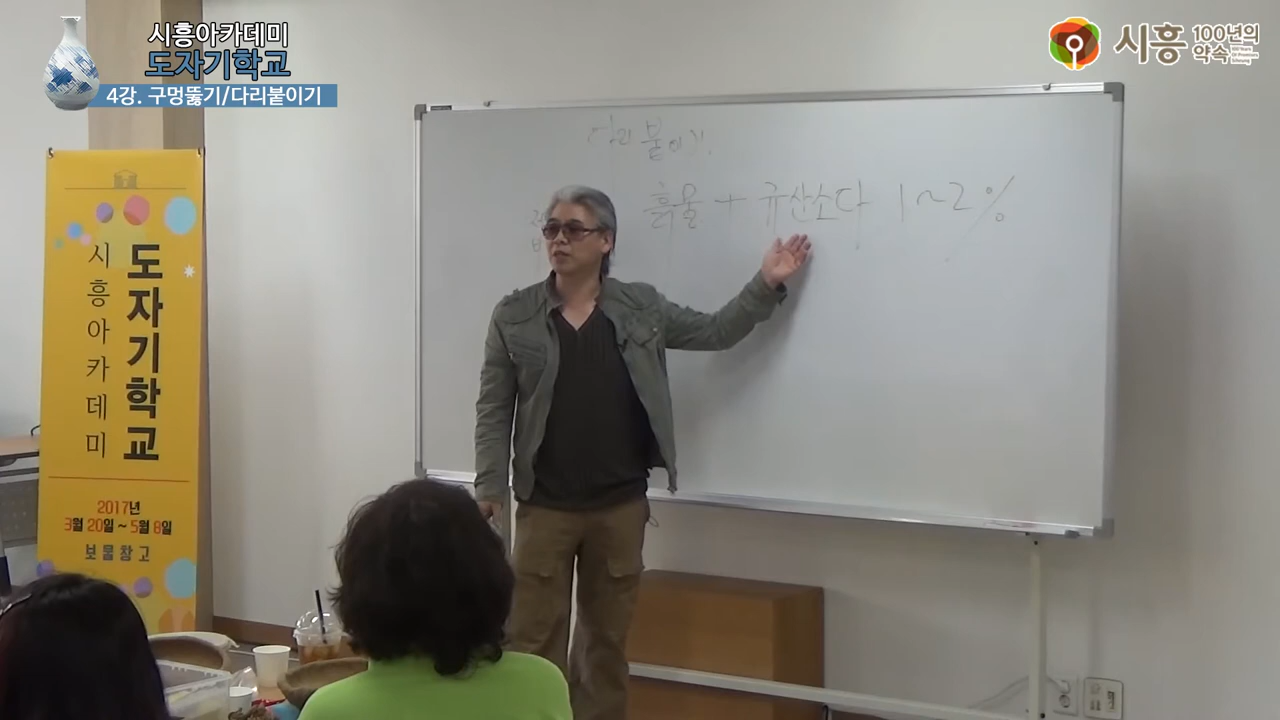 시흥아카데미
도자기학교
4강. 구멍뚫기/다리붙이기
시흥 100년의 약속
다리 붙이기.
흙물 + 규산소다 1~2%
시흥아카데미
도자기학교
2017년
3월 20일 ~ 5월 8일
보물창고